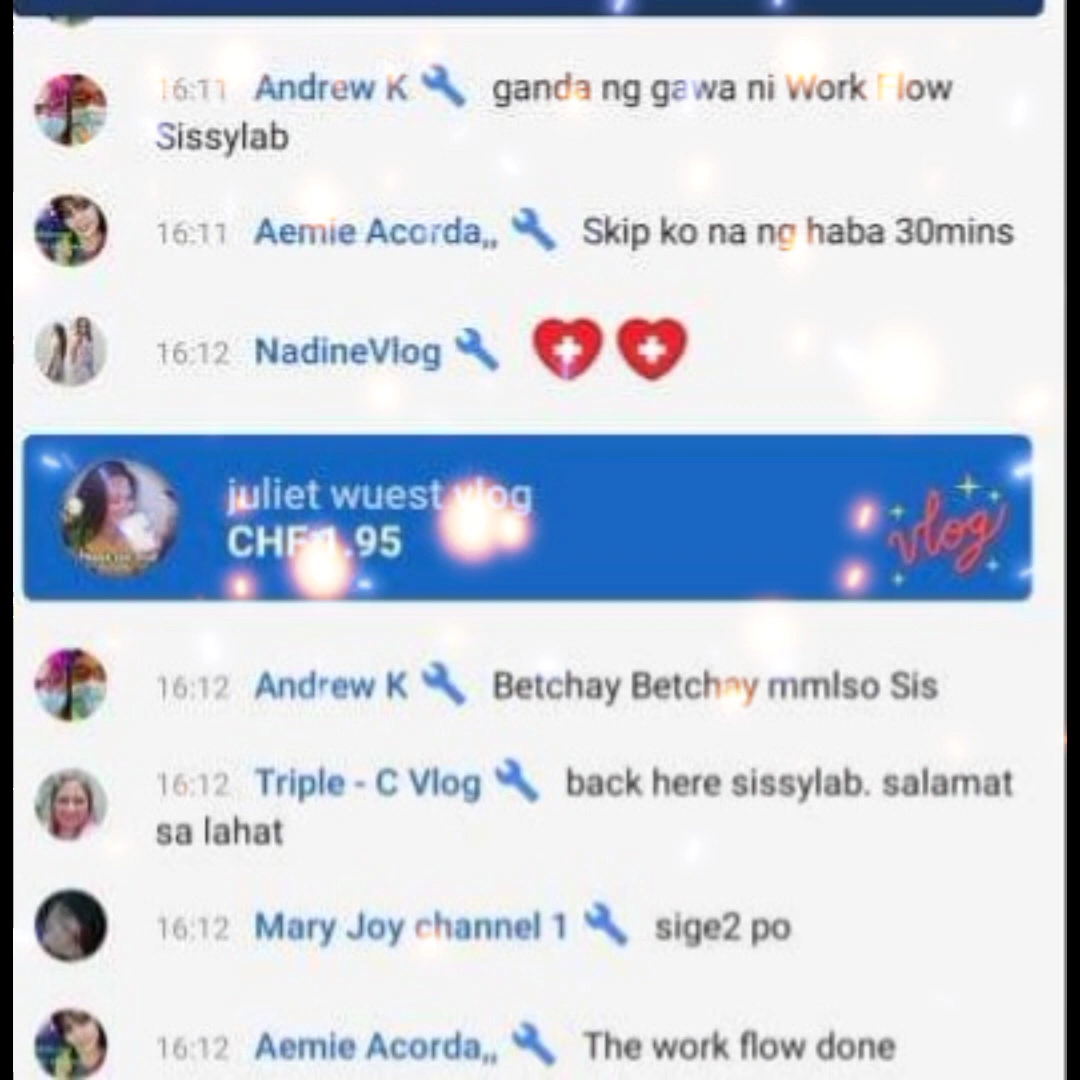 16:11 Andrew K ganda ng gawa ni Work Flow
Sissylab
16:11 Aemie Acorda,, Skip ko na ng haba 30mins
16:12 NadineVlog
juliet wuest vlog
CHF 1.95
vlog
16:12 Andrew K Betchay Betchay mmlso Sis
16:12 Triple - C Vlog back here sissylab. salamat
sa lahat
16:12 Mary Joy channel 1 sige2 po
16:12 Aemie Acorda,, The work flow done